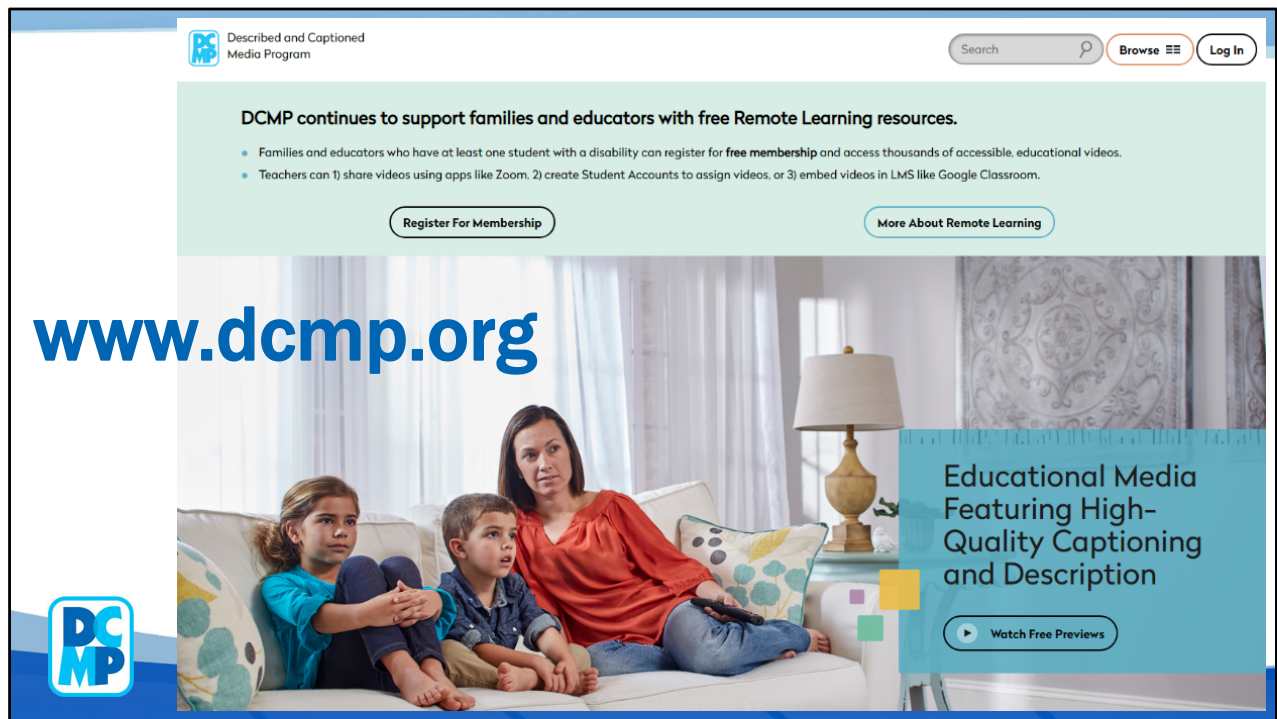 DC
MP
Described and Captioned
Media Program
Search
Browse
Log In
DCMP continues to support families and educators with free Remote Learning resources.
Families and educators who have at least one student with a disability can register for free membership and access thousands of accessible, educational videos.
Teachers can 1) share videos using apps like Zoom, 2) create Student Accounts to assign videos, or 3) embed videos in LMS like Google Classroom.
Register For Membership
More About Remote Learning
www.dcmp.org
Educational Media
Featuring High-
Quality Captioning
and Description
Watch Free Previews
DC
MP